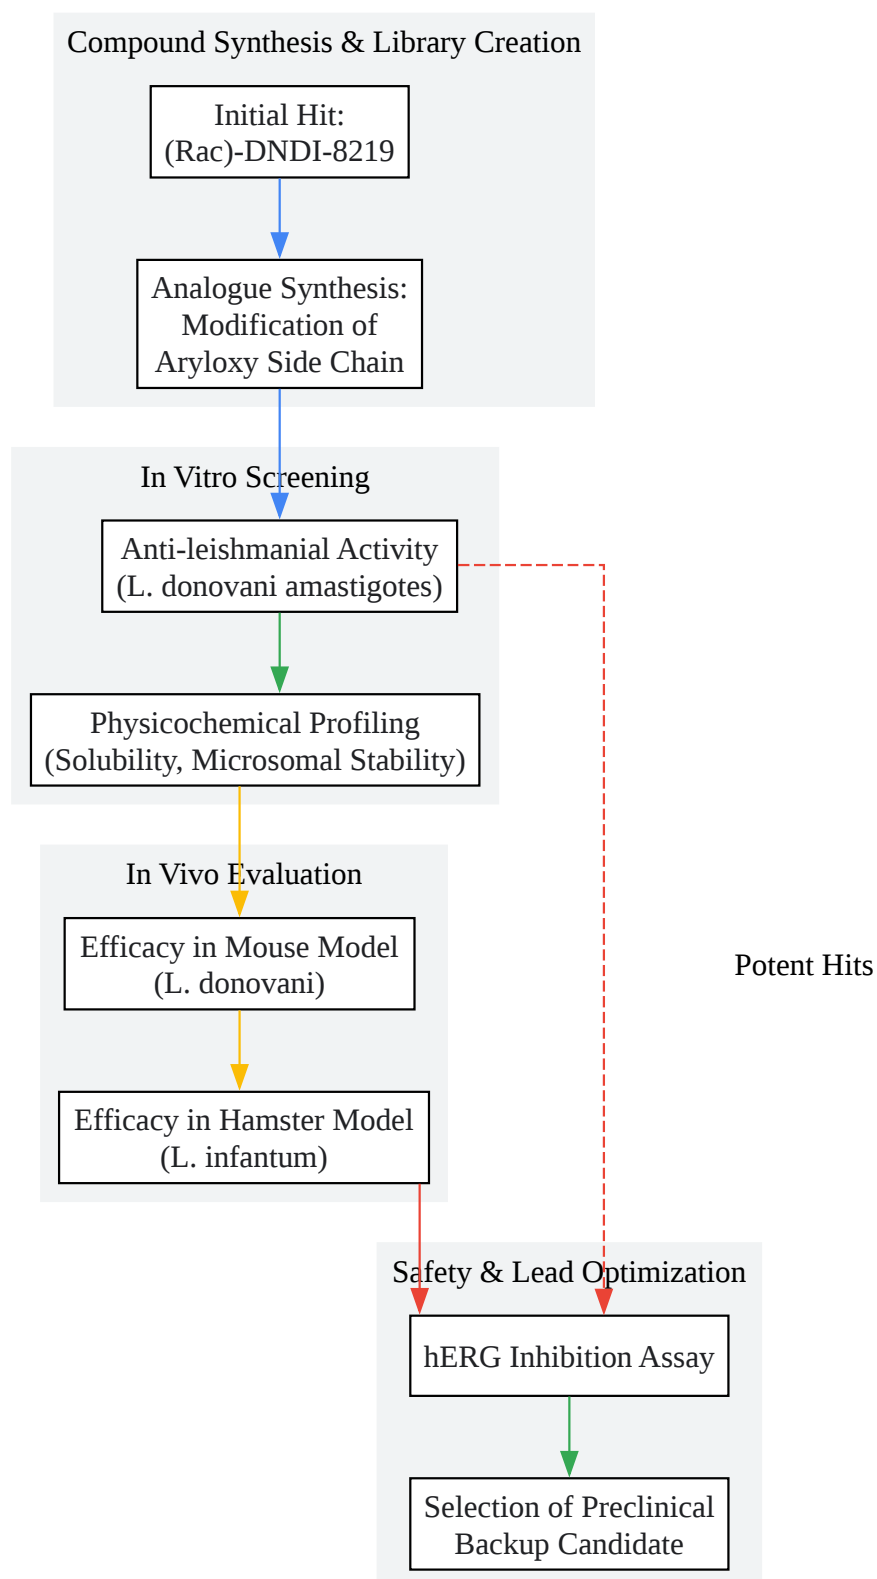 Compound Synthesis & Library Creation
Initial Hit:
(Rac)-DNDI-8219
Analogue Synthesis:
Modification of
Aryloxy Side Chain
In Vitro Screening
Anti-leishmanial Activity
(L. donovani amastigotes)
Physicochemical Profiling
(Solubility, Microsomal Stability)
In Vivo Evaluation
Efficacy in Mouse Model
(L. donovani)
Potent Hits
Efficacy in Hamster Model
(L. infantum)
Safety & Lead Optimization
hERG Inhibition Assay
Selection of Preclinical
Backup Candidate